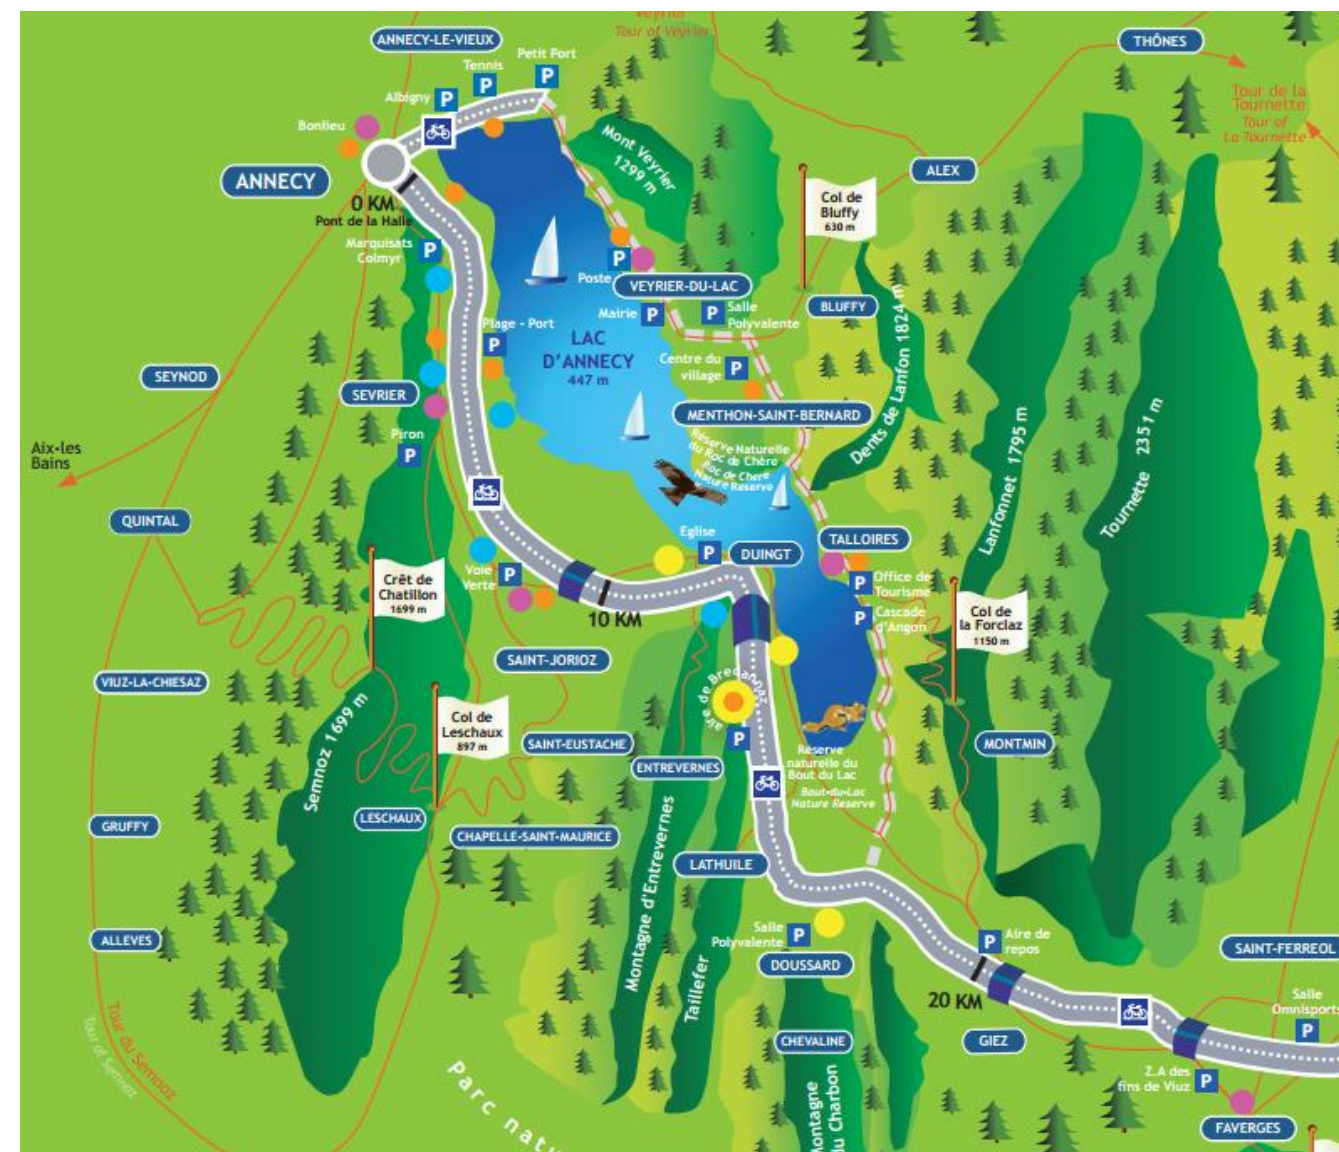 Veyrier
Tour of Veyrier
ANNECY-LE-VIEUX
THÔNES
Petit Port
P
Tennis
P
Albigny
P
Tour de la
Tournette
Tour of
La Tournette
Bonlieu
Mont Veyrier
1299 m
ANNECY
ALEX
0 KM
Pont de la Halle
Col de
Bluffy
630 m
Marquisats
Colmyr
P
Poste
P
VEYRIER-DU-LAC
Mairie
P
P
Salle
Polyvalente
BLUFFY
Plage - Port
P
LAC
D'ANNECY
447 m
Centre du
village
P
Dents de Lanfon 1824 m
SEYNOD
SEVRIER
MENTHON-SAINT-BERNARD
Lanfonnet 1795 m
Tournette 2351 m
Aix-les
Bains
Piron
P
Réserve Naturelle
du Roc de Chère
Roc de Chere
Nature Reserve
QUINTAL
Eglise
P
DUINGT
TALLOIRES
Crêt de
Chatillon
1699 m
Voie
Verte
P
P
Office de
Tourisme
P
Cascade
d'Angon
Col de
la Forclaz
1150 m
10 KM
SAINT-JORIOZ
VIUZ-LA-CHIESAZ
aire de Bredannaz
P
Semnoz 1699 m
Col de
Leschaux
897 m
SAINT-EUSTACHE
ENTREVERNES
MONTMIN
Réserve
naturelle du
Bout du Lac
Bout-du-Lac
Nature Reserve
GRUFFY
LESCHAUX
CHAPELLE-SAINT-MAURICE
LATHUILE
Montagne d'Entrevernes
Taillefer
ALLEVES
Salle
Polyvalente
P
DOUSSARD
P
Aire de
repos
SAINT-FERREOL
20 KM
Salle
Omnisports
P
Tour du Semnoz
Tour of Semnoz
CHEVALINE
GIEZ
Parc natu
Montagne
du Charbon
Z.A des
fins de Viuz
P
FAVERGES